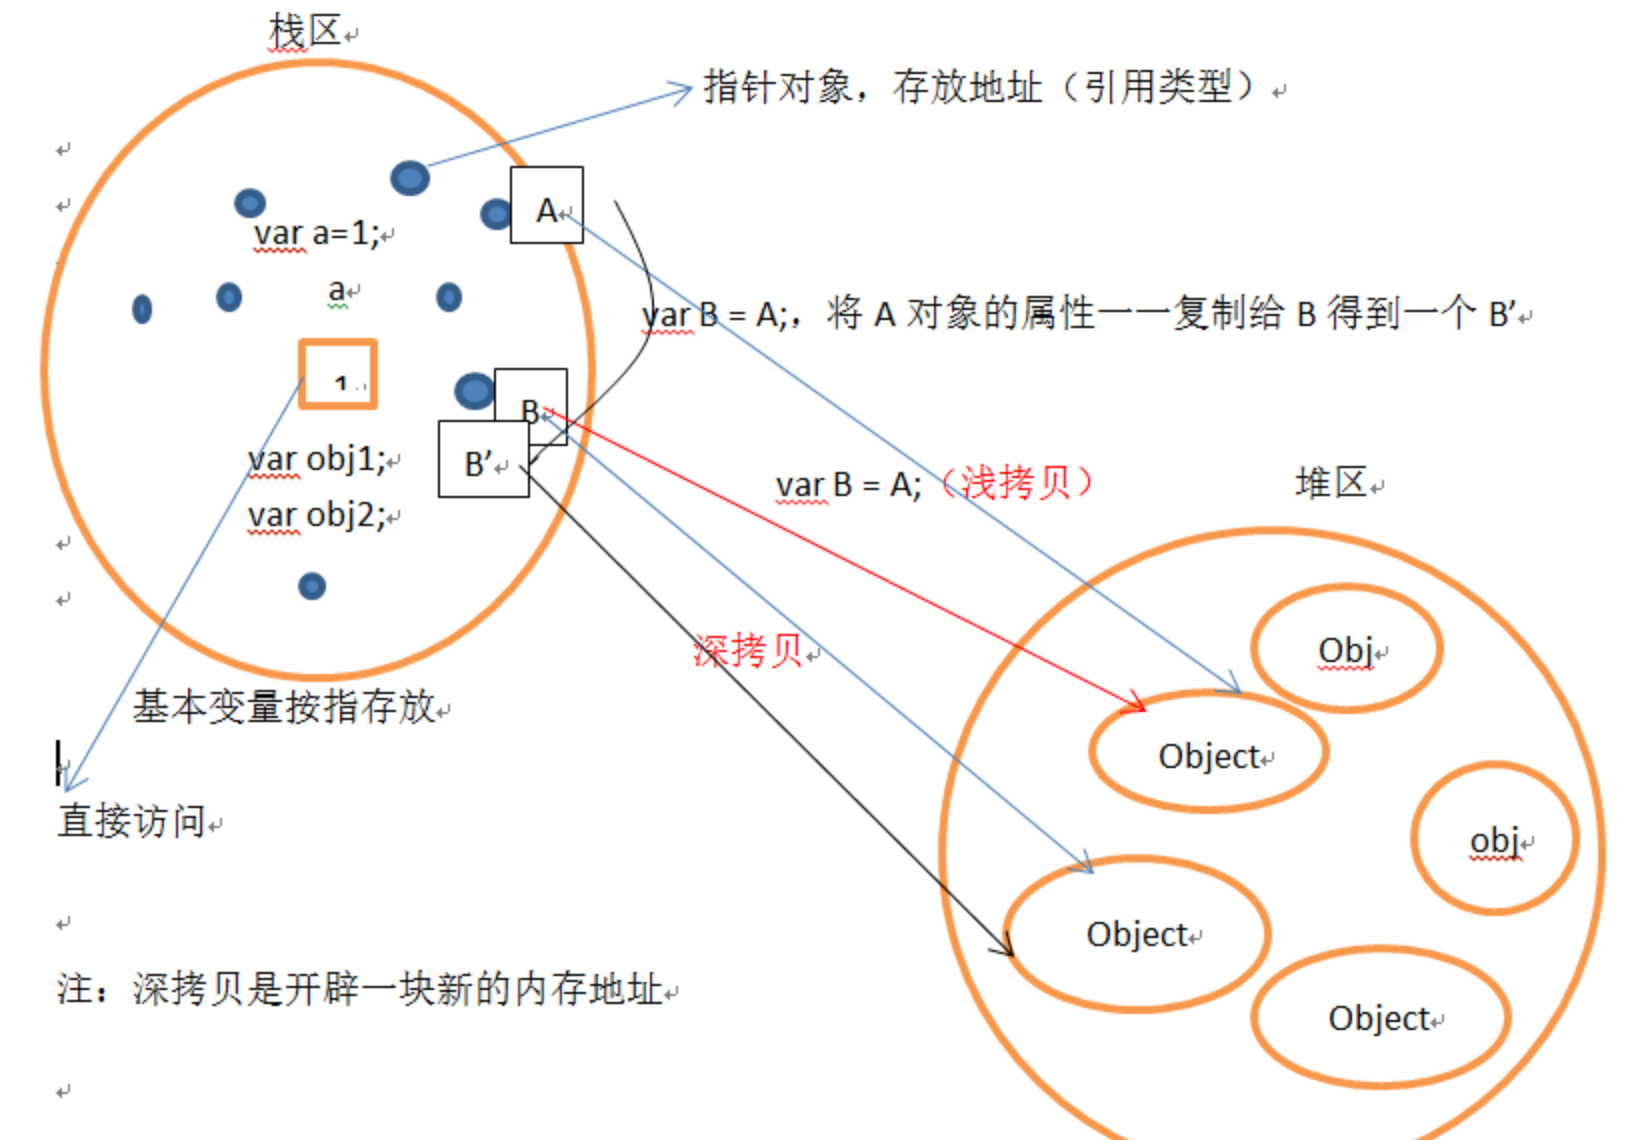 栈区
指针对象，存放地址（引用类型）
A
var a=1;
a
var B = A;，将 A 对象的属性一一复制给 B 得到一个 B’
1
B
B’
var obj1;
var B = A;（浅拷贝）
堆区
var obj2;
深拷贝
Obj
基本变量按指存放
Object
直接访问
obj
Object
注：深拷贝是开辟一块新的内存地址
Object